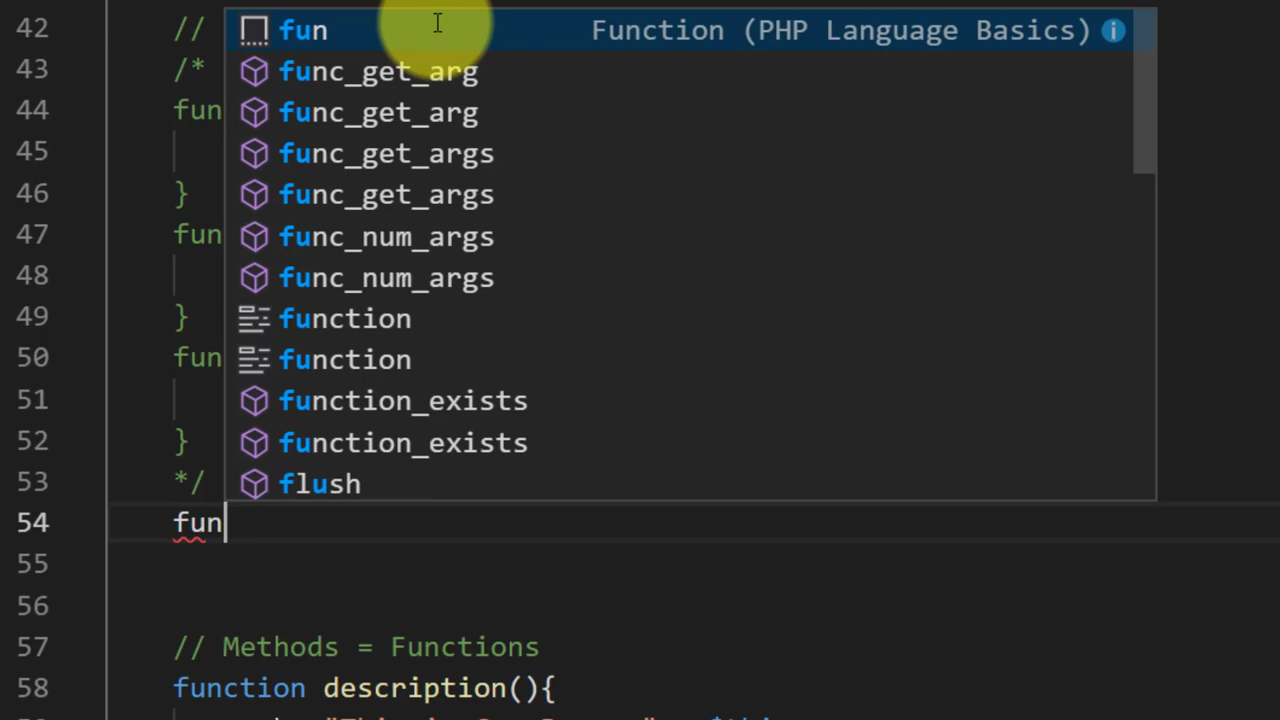 42 // fun Function (PHP Language Basics)
43 /* func_get_arg
44 fun func_get_arg
45 func_get_args
46 } func_get_args
47 fun func_num_args
48 func_num_args
49 } function
50 fun function
51 function_exists
52 } function_exists
53 */ flush
54 fun
55
56
57 // Methods = Functions
58 function description(){